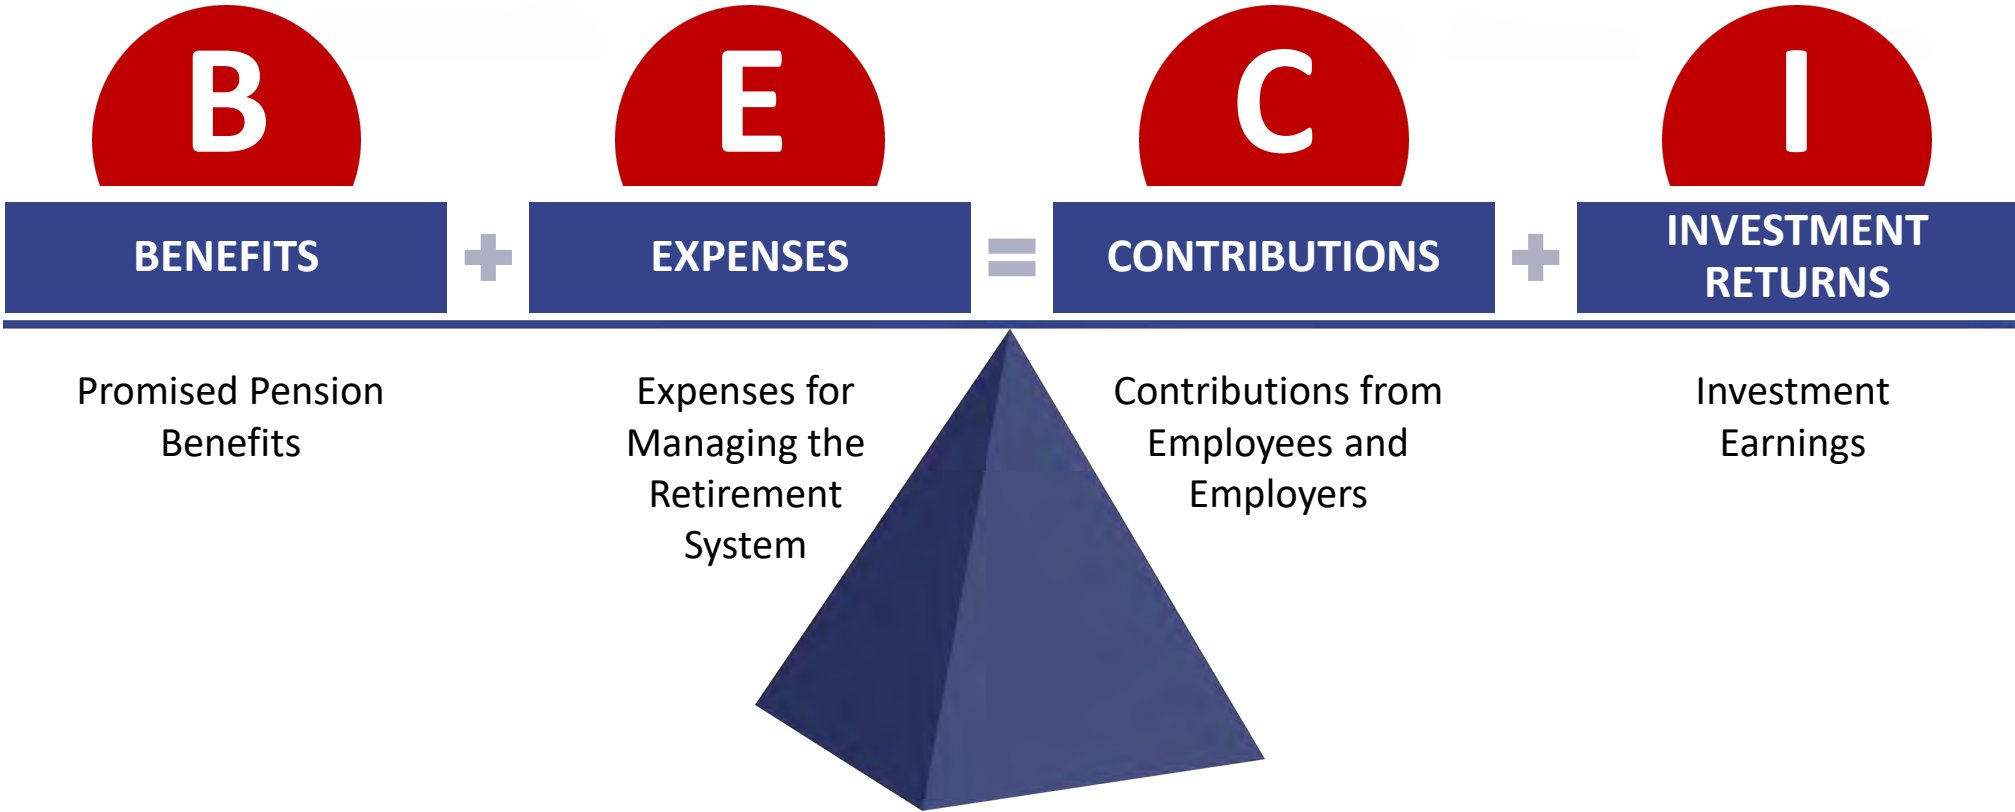 B
E
C
I
BENEFITS
+
EXPENSES
=
CONTRIBUTIONS
+
INVESTMENT
RETURNS
Promised Pension
Benefits
Expenses for
Managing the
Retirement
System
Contributions from
Employees and
Employers
Investment
Earnings